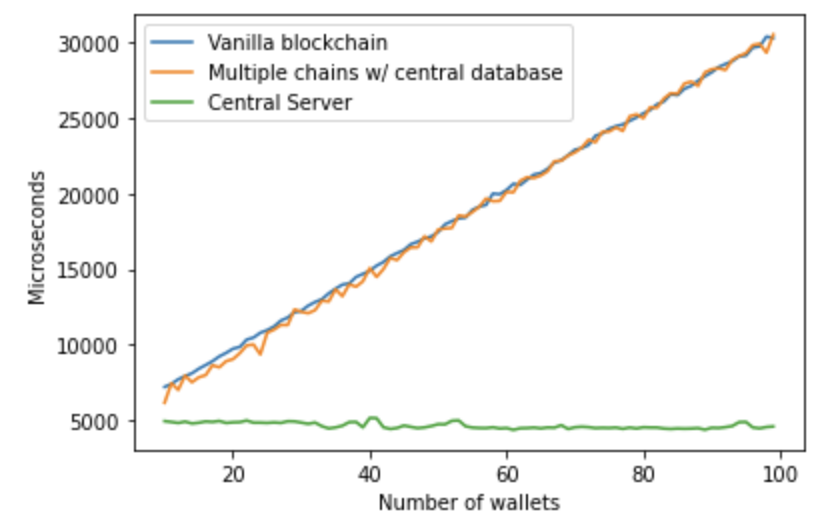 Vanilla blockchain
Multiple chains w/ central database
Central Server
30000
25000
20000
15000
10000
5000
Microseconds
20 40 60 80 100
Number of wallets